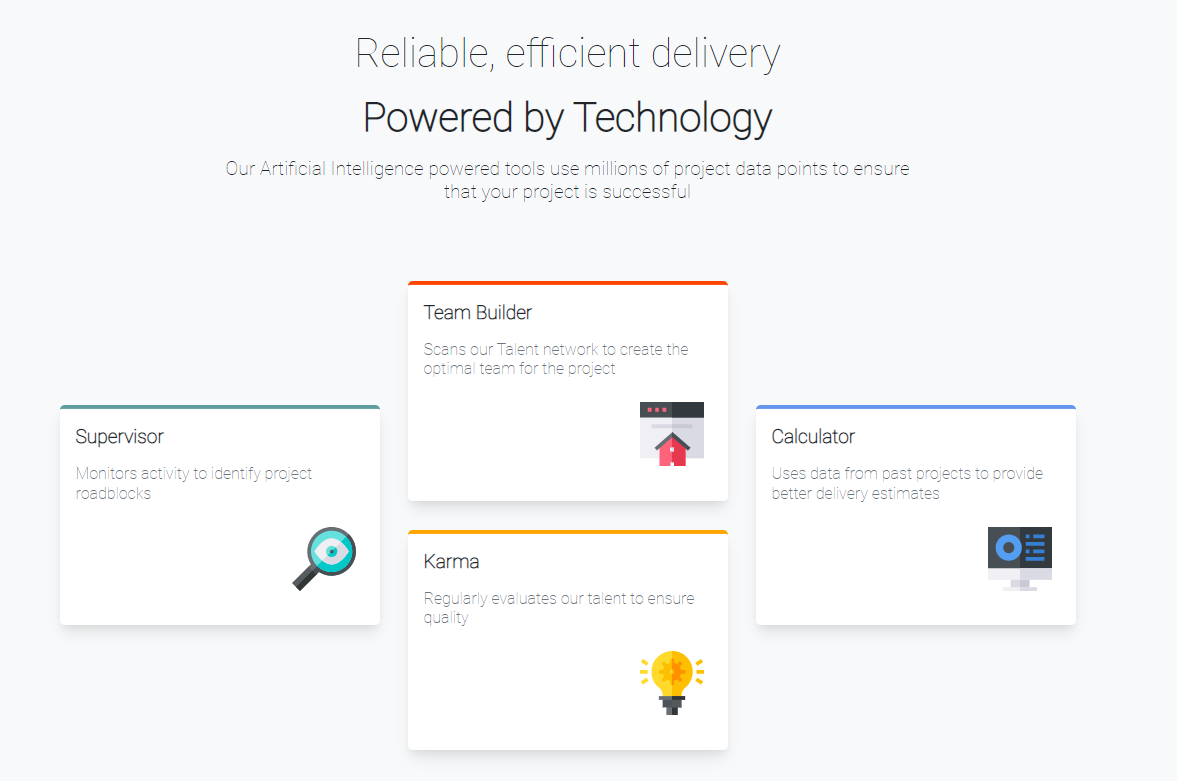 Reliable, efficient delivery
Powered by Technology
Our Artificial Intelligence powered tools use millions of project data points to ensure
that your project is successful
Supervisor
Monitors activity to identify project
roadblocks
Team Builder
Scans our Talent network to create the
optimal team for the project
Karma
Regularly evaluates our talent to ensure
quality
Calculator
Uses data from past projects to provide
better delivery estimates